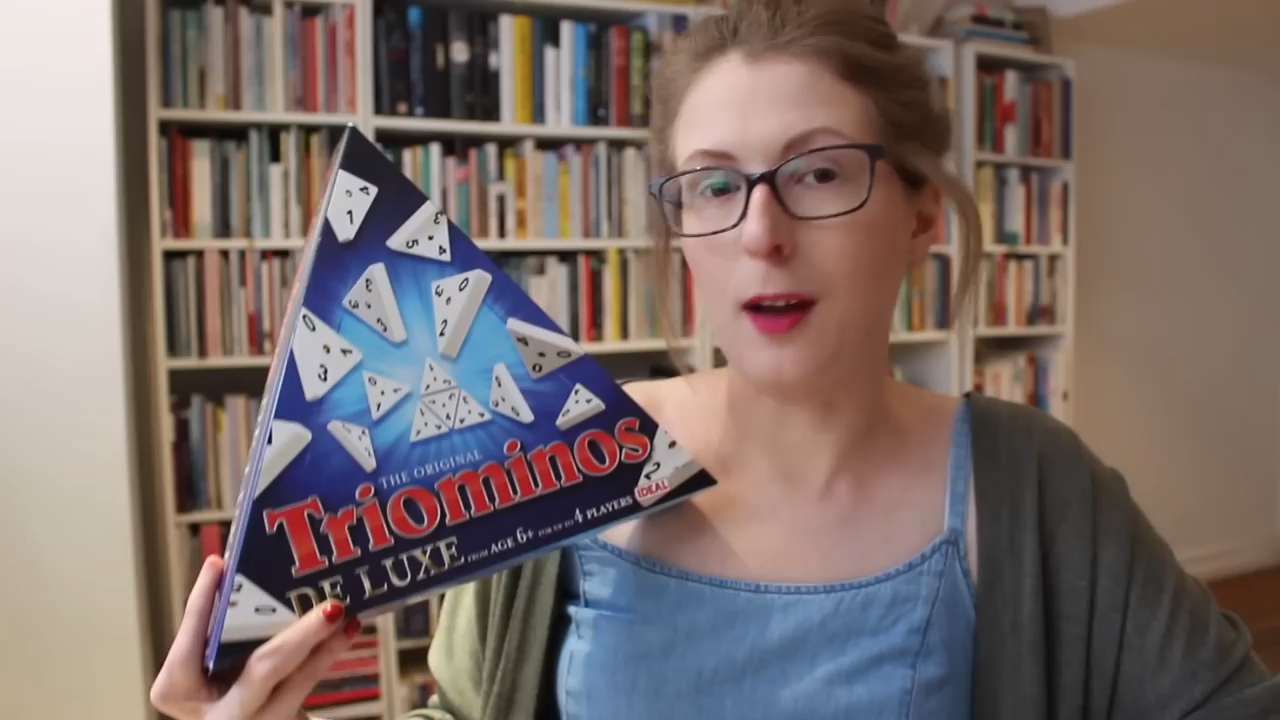 THE ORIGINAL
Triominos
DE LUXE
FROM AGE 6+ FOR UP TO 4 PLAYERS
IDEAL